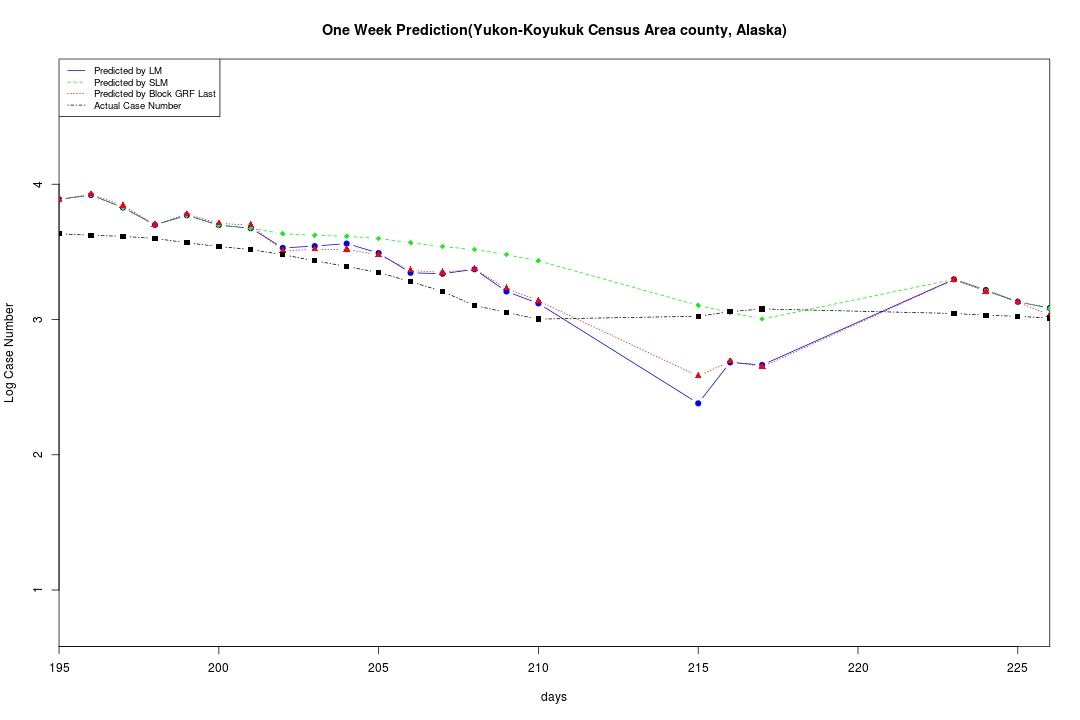 One Week Prediction(Yukon-Koyukuk Census Area county, Alaska)
Predicted by LM
Predicted by SLM
Predicted by Block GRF Last
Actual Case Number
Log Case Number
4
3
2
1
195 200 205 210 215 220 225
days